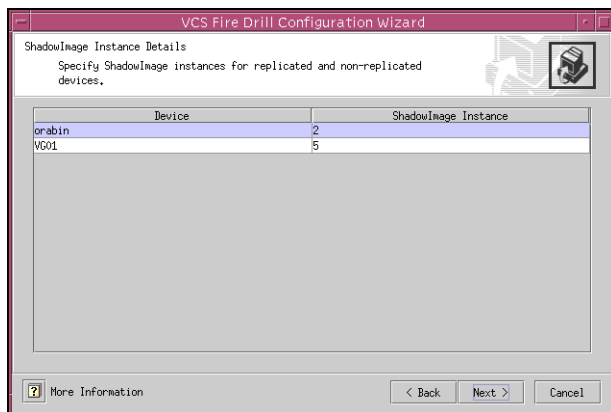 VCS Fire Drill Configuration Wizard
ShadowImage Instance Details
Specify ShadowImage instances for replicated and non-replicated
devices.
Device ShadowImage Instance
orabin 2
VG01 5
? More Information < Back Next > Cancel